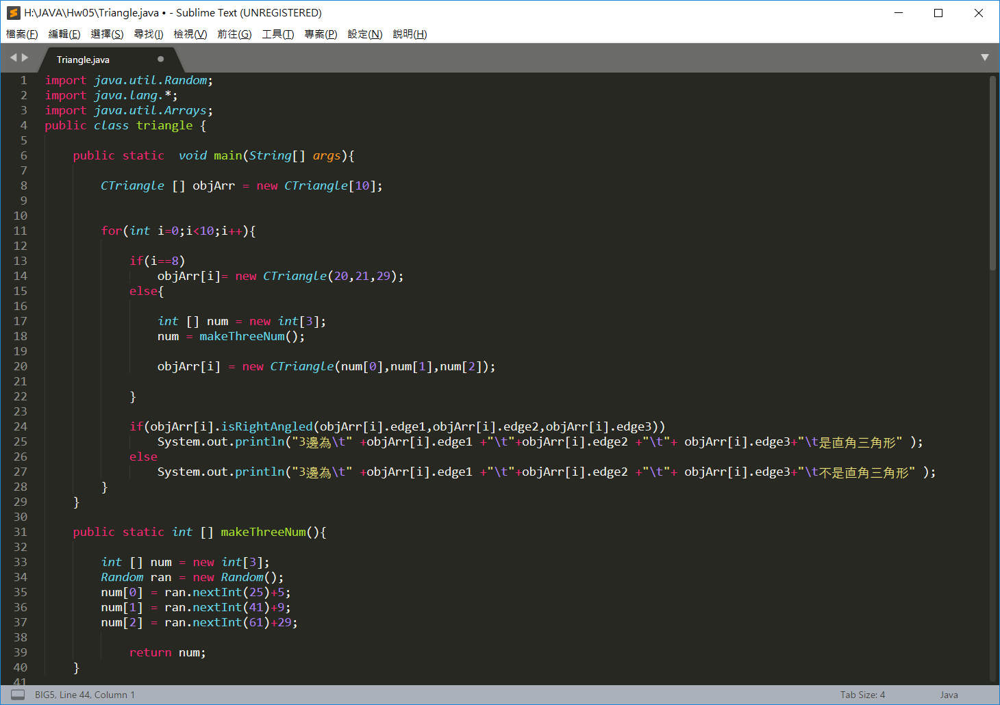 H:\JAVA\Hw05\Triangle.java • - Sublime Text (UNREGISTERED)
檔案(F) 編輯(E) 選擇(S) 尋找(I) 檢視(V) 前往(G) 工具(T) 專案(P) 設定(N) 說明(H)
Triangle.java
1 import java.util.Random;
2 import java.lang.*;
3 import java.util.Arrays;
4 public class triangle {
5
6     public static  void main(String[] args){
7
8         CTriangle [] objArr = new CTriangle[10];
9
10
11         for(int i=0;i<10;i++){
12
13             if(i==8)
14                 objArr[i]= new CTriangle(20,21,29);
15             else{
16
17                 int [] num = new int[3];
18                 num = makeThreeNum();
19
20                 objArr[i] = new CTriangle(num[0],num[1],num[2]);
21
22             }
23
24             if(objArr[i].isRightAngled(objArr[i].edge1,objArr[i].edge2,objArr[i].edge3))
25                 System.out.println("3邊為\t" +objArr[i].edge1 +"\t"+objArr[i].edge2 +"\t"+ objArr[i].edge3+"\t是直角三角形" );
26             else
27                 System.out.println("3邊為\t" +objArr[i].edge1 +"\t"+objArr[i].edge2 +"\t"+ objArr[i].edge3+"\t不是直角三角形" );
28         }
29     }
30
31     public static int [] makeThreeNum(){
32
33         int [] num = new int[3];
34         Random ran = new Random();
35         num[0] = ran.nextInt(25)+5;
36         num[1] = ran.nextInt(41)+9;
37         num[2] = ran.nextInt(61)+29;
38
39             return num;
40     }
41
BIG5, Line 44, Column 1 Tab Size: 4 Java